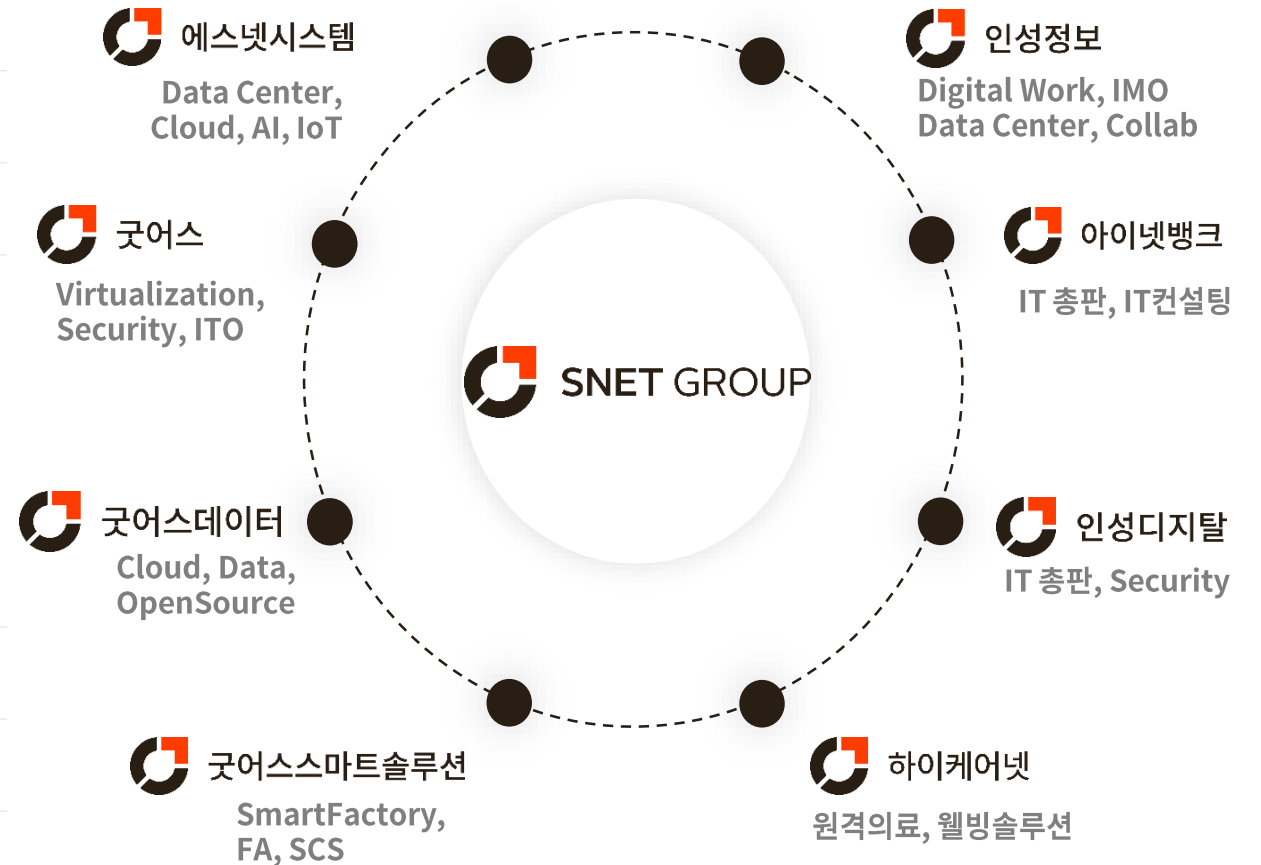 에스넷시스템
Data Center,
Cloud, AI, IoT
인성정보
Digital Work, IMO
Data Center, Collab
굿어스
Virtualization,
Security, ITO
아이넷뱅크
IT 총판, IT컨설팅
SNET GROUP
굿어스데이터
Cloud, Data,
OpenSource
인성디지탈
IT 총판, Security
굿어스스마트솔루션
SmartFactory,
FA, SCS
하이케어넷
원격의료, 웰빙솔루션